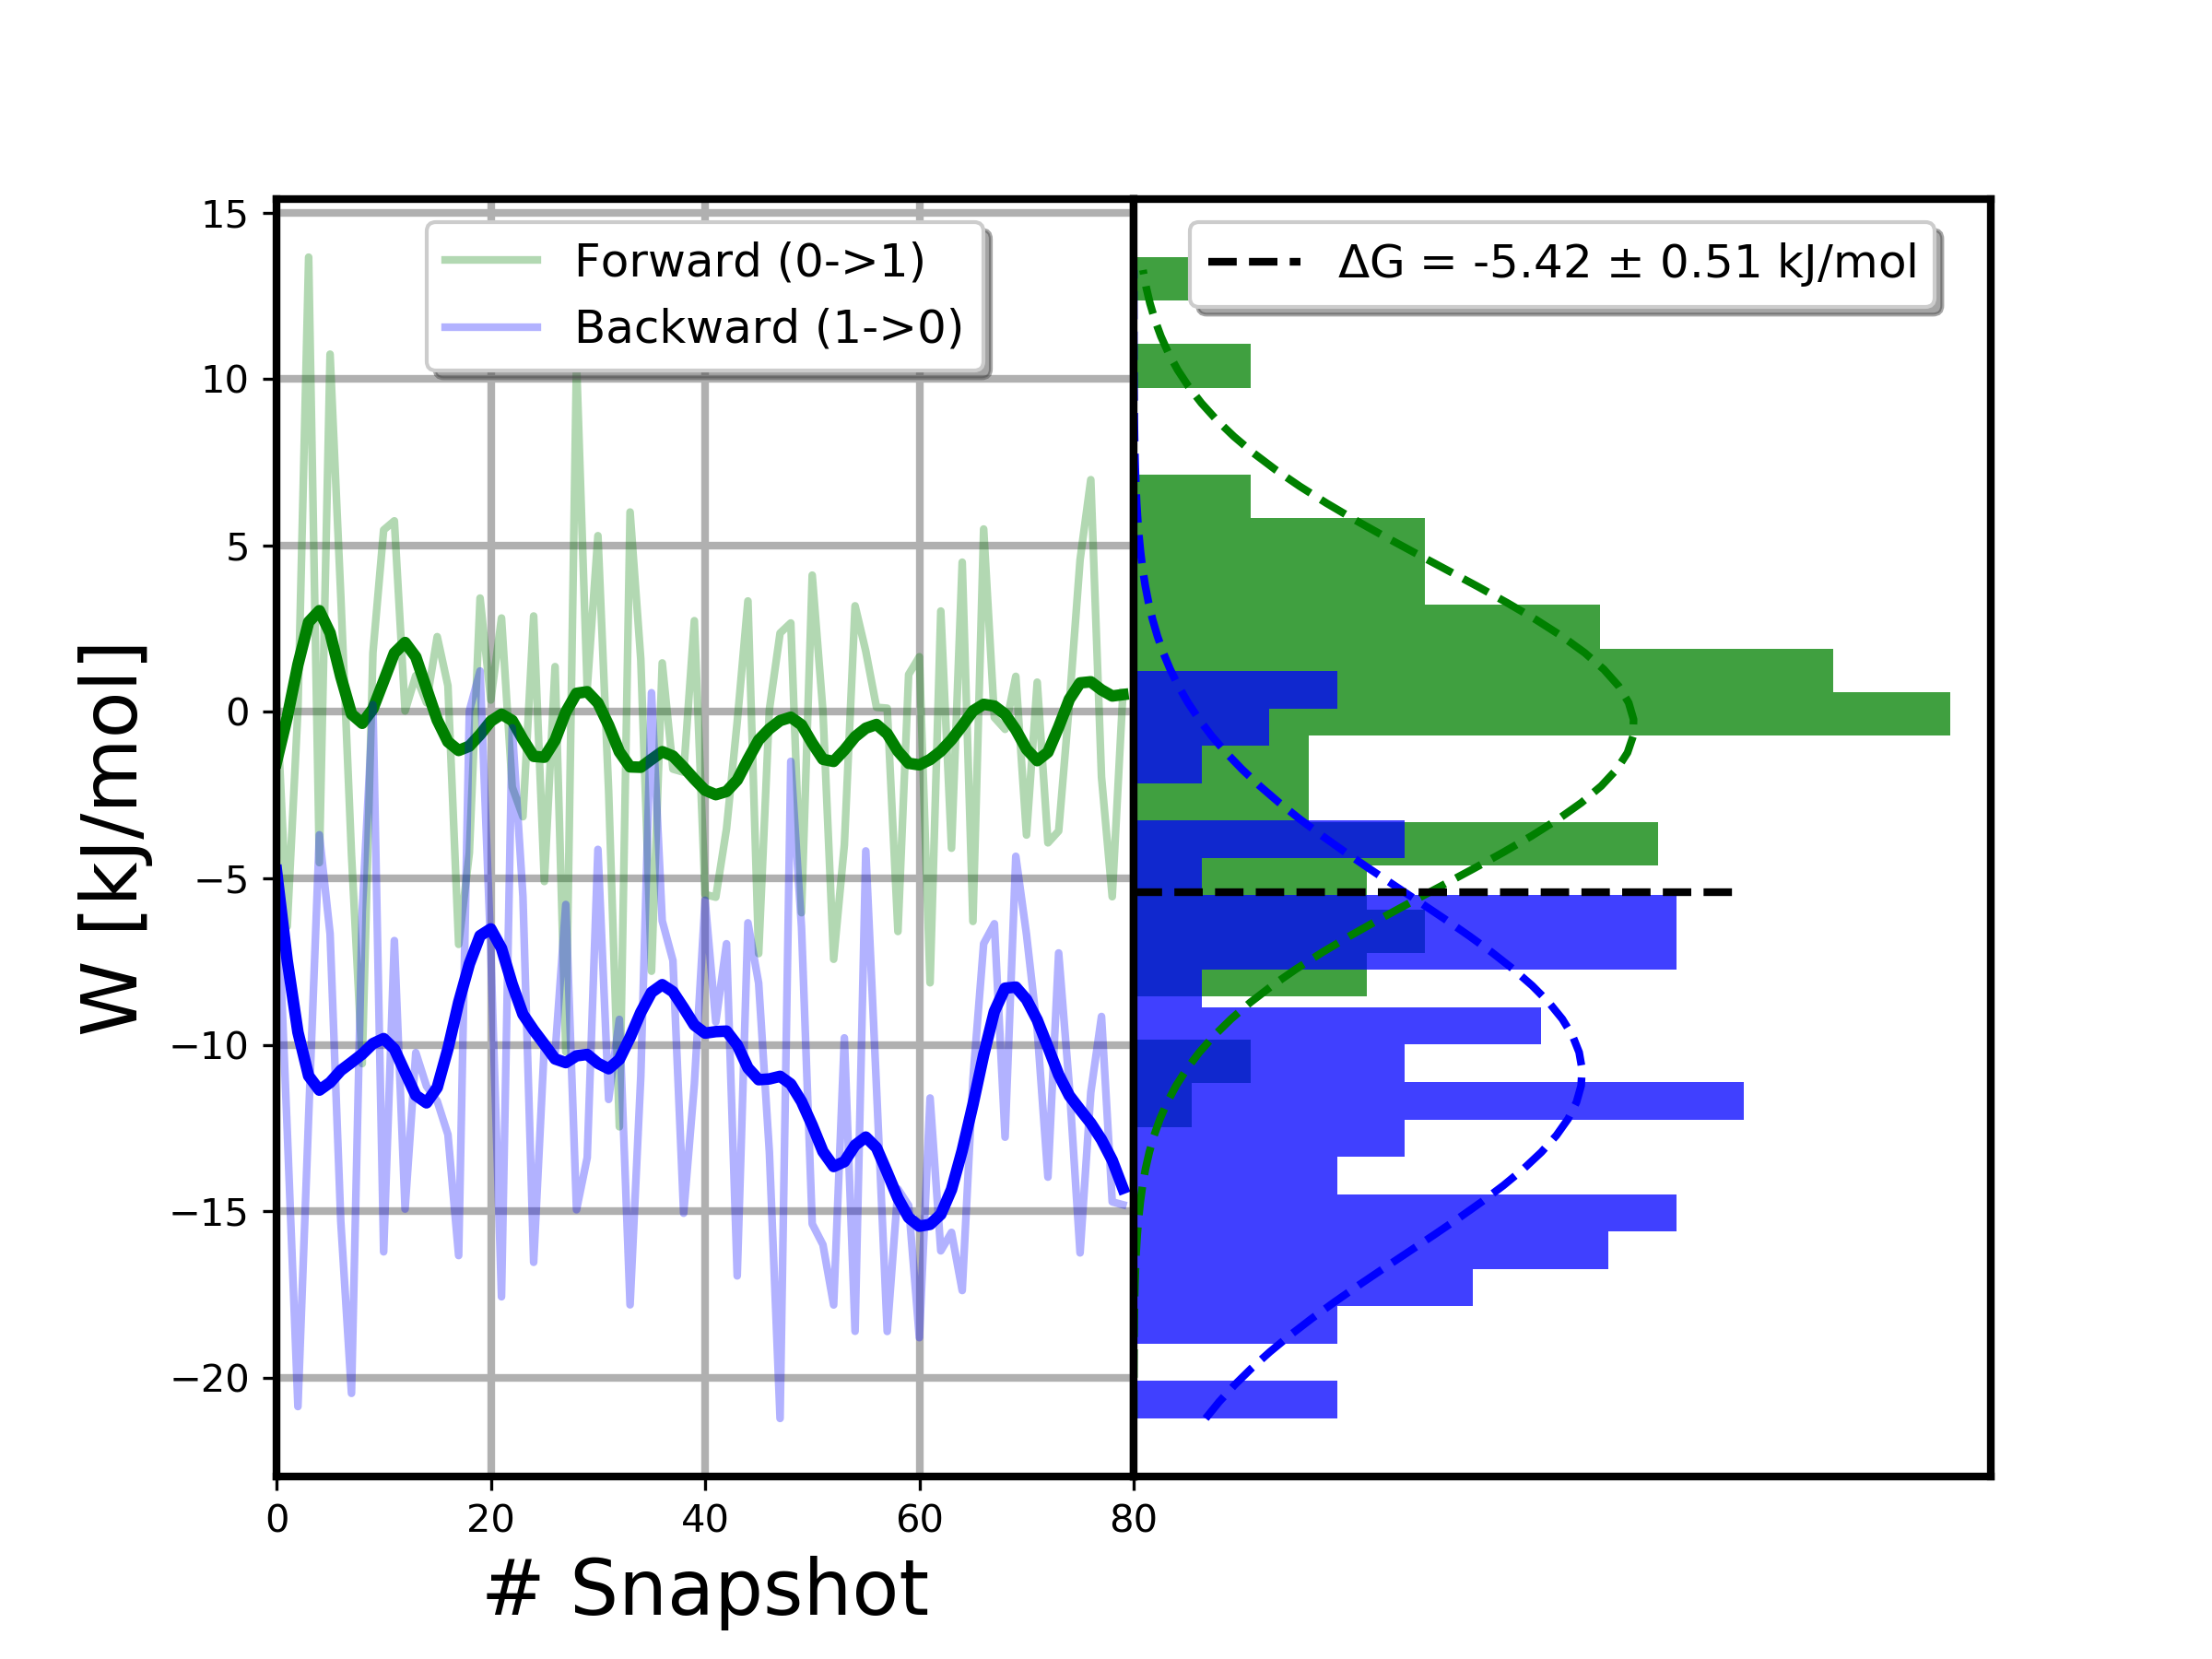 15
10
5
0
−5
−10
−15
−20
W [kJ/mol]
Forward (0->1)
Backward (1->0)
ΔG = -5.42 ± 0.51 kJ/mol
0 20 40 60 80
# Snapshot